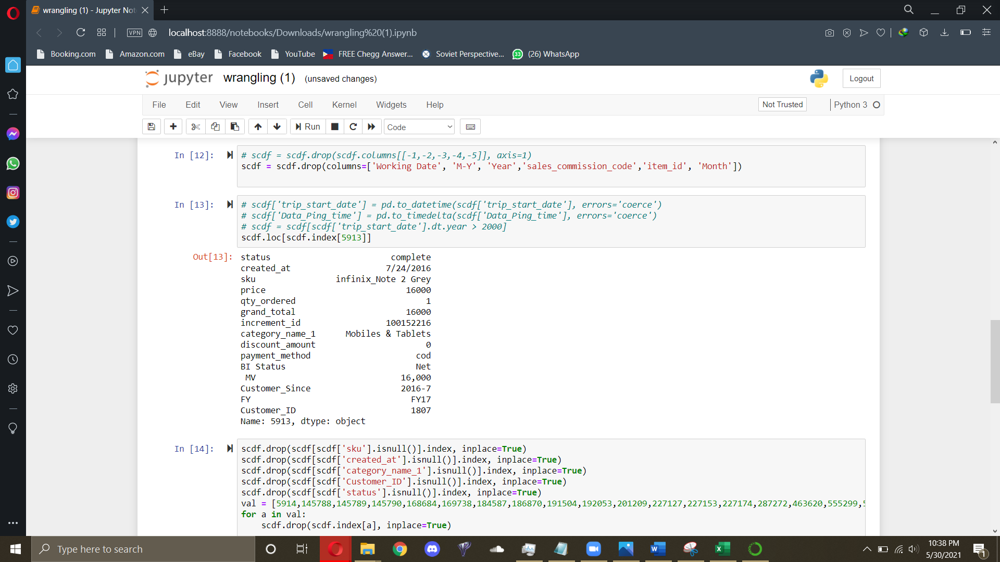 wrangling (1) - Jupyter Not
VPN
localhost:8888/notebooks/Downloads/wrangling%20(1).ipynb
Booking.com Amazon.com eBay Facebook YouTube FREE Chegg Answer... Soviet Perspective... 33 (26) WhatsApp
jupyter wrangling (1) (unsaved changes) Logout
File Edit View Insert Cell Kernel Widgets Help Not Trusted Python 3
Run Code
In [12]: # scdf = scdf.drop(scdf.columns[[-1,-2,-3,-4,-5]], axis=1)
scdf = scdf.drop(columns=['Working Date', 'M-Y', 'Year','sales_commission_code','item_id', 'Month'])
In [13]: # scdf['trip_start_date'] = pd.to_datetime(scdf['trip_start_date'], errors='coerce')
# scdf['Data_Ping_time'] = pd.to_timedelta(scdf['Data_Ping_time'], errors='coerce')
# scdf = scdf[scdf['trip_start_date'].dt.year > 2000]
scdf.loc[scdf.index[5913]]
Out[13]: status complete
created_at 7/24/2016
sku infinix_Note 2 Grey
price 16000
qty_ordered 1
grand_total 16000
increment_id 100152216
category_name_1 Mobiles & Tablets
discount_amount 0
payment_method cod
BI Status Net
MV 16,000
Customer_Since 2016-7
FY FY17
Customer_ID 1807
Name: 5913, dtype: object
In [14]: scdf.drop(scdf[scdf['sku'].isnull()].index, inplace=True)
scdf.drop(scdf[scdf['created_at'].isnull()].index, inplace=True)
scdf.drop(scdf[scdf['category_name_1'].isnull()].index, inplace=True)
scdf.drop(scdf[scdf['Customer_ID'].isnull()].index, inplace=True)
scdf.drop(scdf[scdf['status'].isnull()].index, inplace=True)
val = [5914,145788,145789,145790,168684,169738,184587,186870,191504,192053,201209,227127,227153,227174,287272,463620,555299,5
for a in val:
scdf.drop(scdf.index[a], inplace=True)
Type here to search
10:38 PM
5/30/2021
1